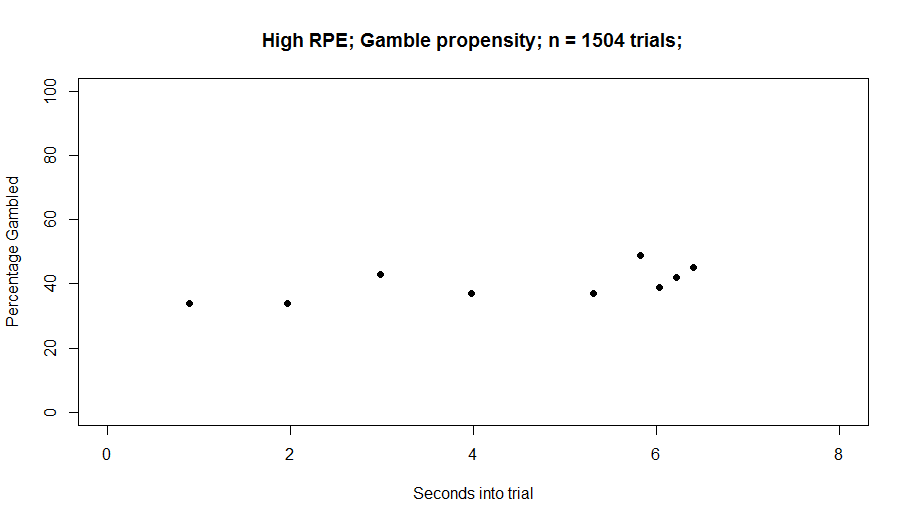 High RPE; Gamble propensity; n = 1504 trials;
Percentage Gambled
100
80
60
40
20
0
0 2 4 6 8
Seconds into trial